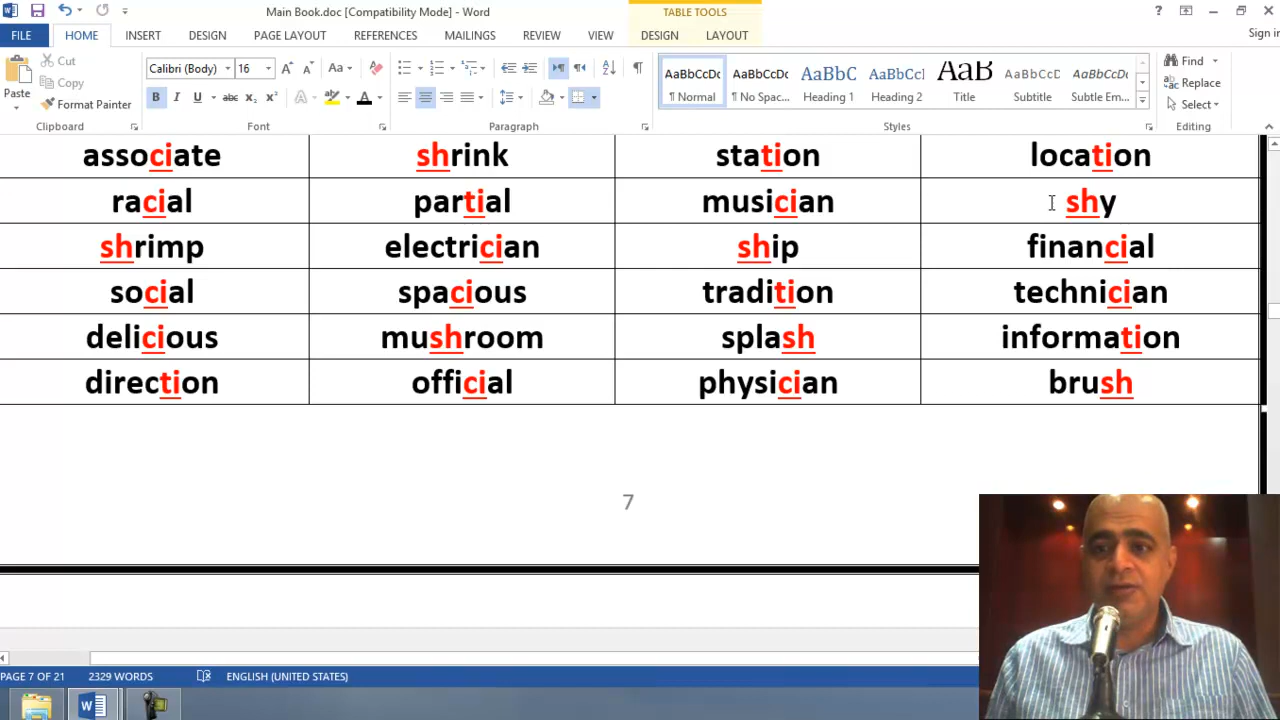 Main Book.doc [Compatibility Mode] - Word
TABLE TOOLS
?
FILE HOME INSERT DESIGN PAGE LAYOUT REFERENCES MAILINGS REVIEW VIEW DESIGN LAYOUT Sign in
Paste
Cut
Copy
Format Painter
Calibri (Body) 16
AaBbCcDc ¶ Normal
AaBbCcDc ¶ No Spac...
AaBbC Heading 1
AaBbCcI Heading 2
AaB Title
AaBbCcD Subtitle
AaBbCcDc Subtle Em...
Find
Replace
Select
Clipboard Font Paragraph Styles Editing
associate shrink station location
racial partial musician shy
shrimp electrician ship financial
social spacious tradition technician
delicious mushroom splash information
direction official physician brush
7
PAGE 7 OF 21 2329 WORDS ENGLISH (UNITED STATES)